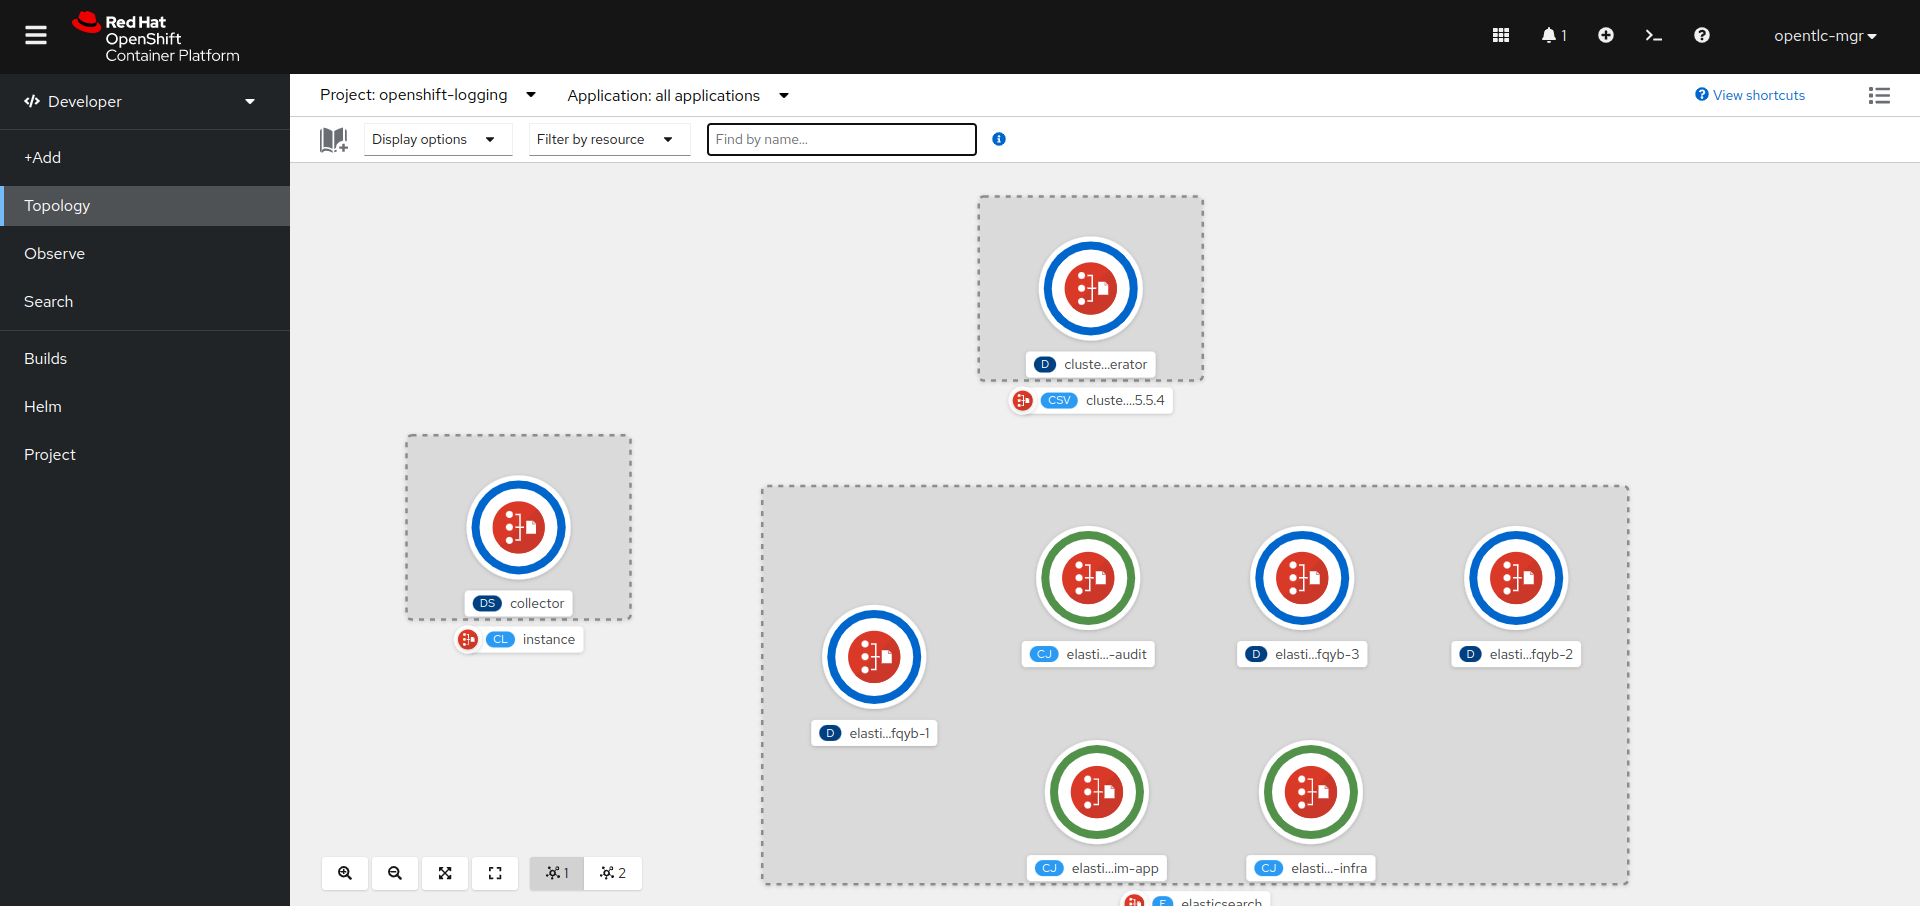 Red Hat
OpenShift
Container Platform
1
opentlc-mgr
Developer
+Add
Topology
Observe
Search
Builds
Helm
Project
Project: openshift-logging
Application: all applications
View shortcuts
Display options
Filter by resource
Find by name...
D cluste...erator
CSV cluste....5.5.4
DS collector
CL instance
CJ elasti...-audit
D elasti...fqyb-3
D elasti...fqyb-2
D elasti...fqyb-1
CJ elasti...im-app
CJ elasti...-infra
E elasticsearch
1
2